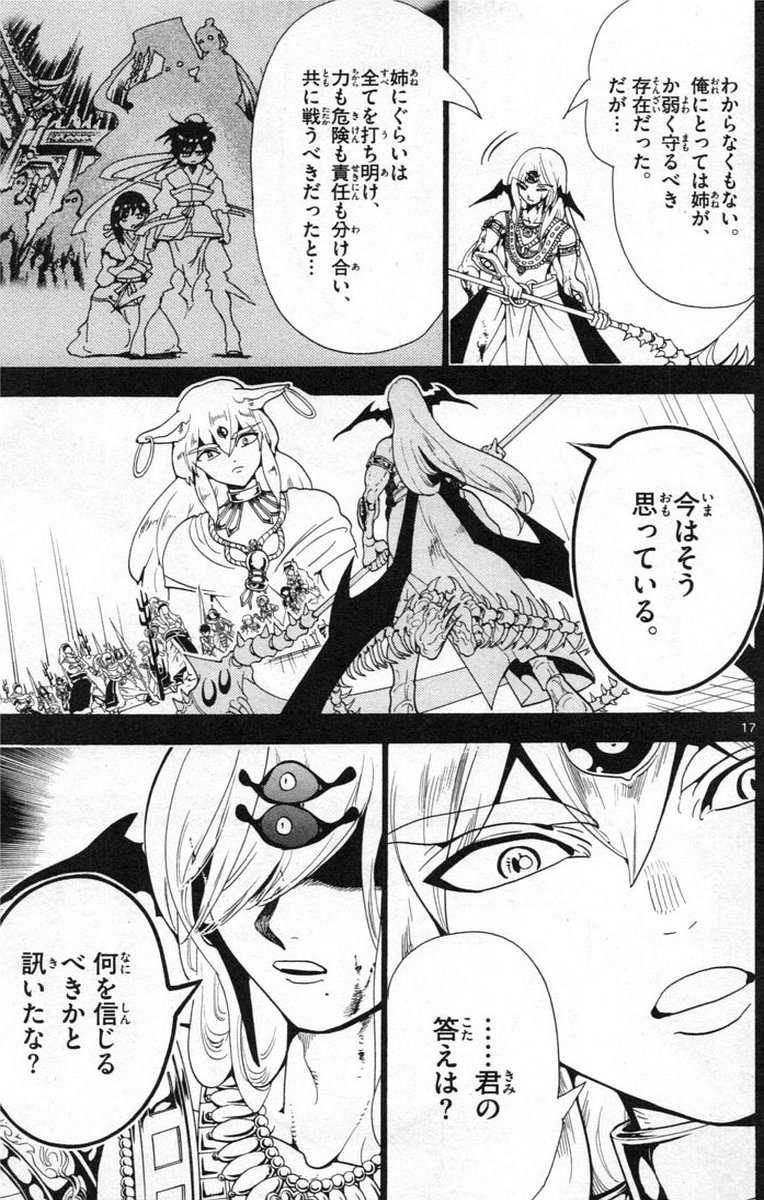 わからなくもない。
俺にとっては姉が、
か弱く守るべき
存在だった。
だが…
姉にぐらいは
全てを打ち明け、
力も危険も責任も分け合い、
共に戦うべきだったと…
今はそう
思っている。
17
……君の
答えは？
何を信じる
べきかと
訊いたな？